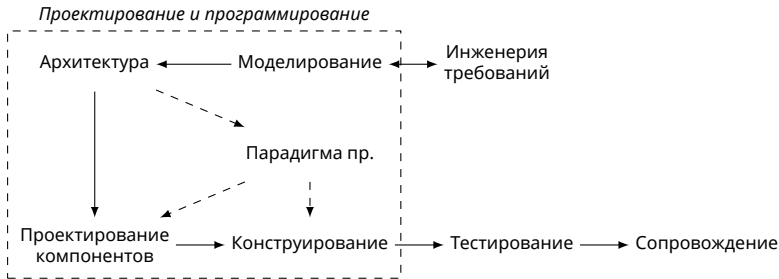 Проектирование и программирование
Архитектура
Моделирование
Инженерия
требований
Парадигма пр.
Проектирование
компонентов
Конструирование
Тестирование
Сопровождение